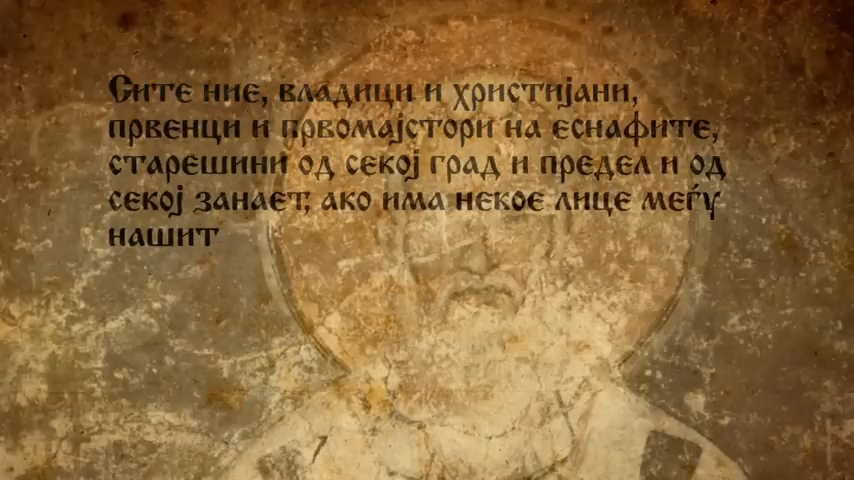 Сите ние, владици и христијани,
првенци и првомајстори на еснафите,
старешини од секој град и предел и од
секој занает, ако има некое лице меѓу
нашит